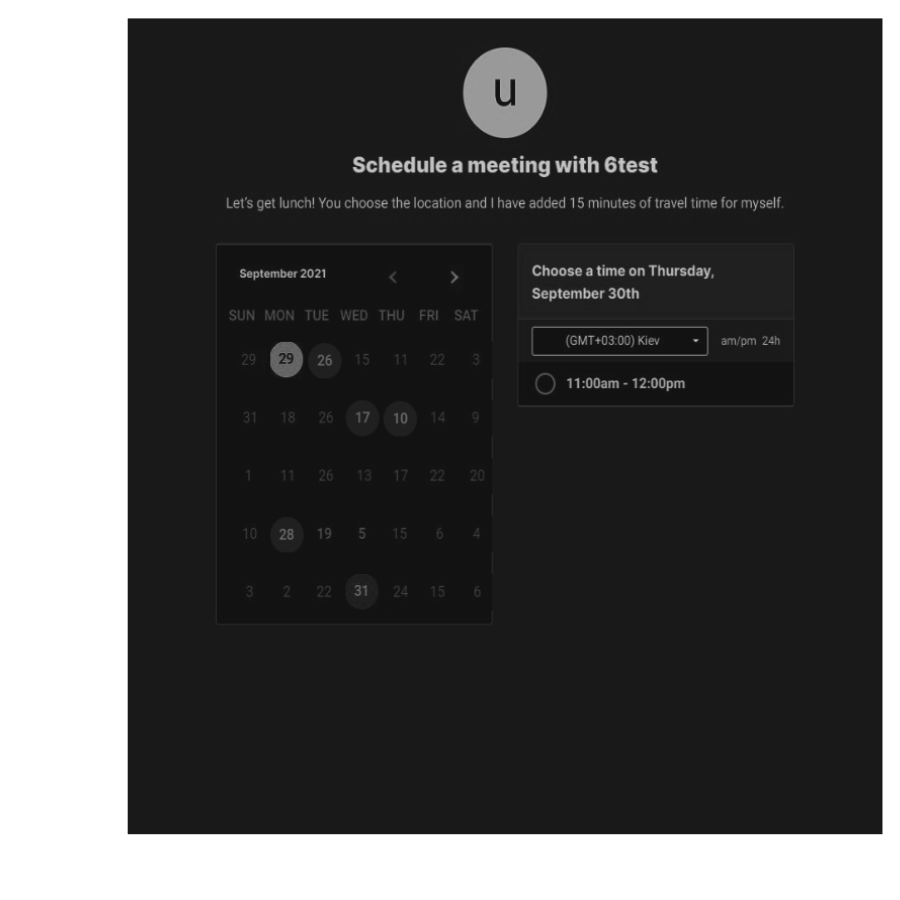 u
Schedule a meeting with 6test
Let's get lunch! You choose the location and I have added 15 minutes of travel time for myself.
September 2021
SUN MON TUE WED THU FRI SAT
29 29 26 15 11 22 3
31 18 26 17 10 14 9
1 11 26 13 17 22 20
10 28 19 5 15 6 4
3 2 22 31 24 15 6
Choose a time on Thursday,
September 30th
(GMT+03:00) Kiev am/pm 24h
11:00am - 12:00pm